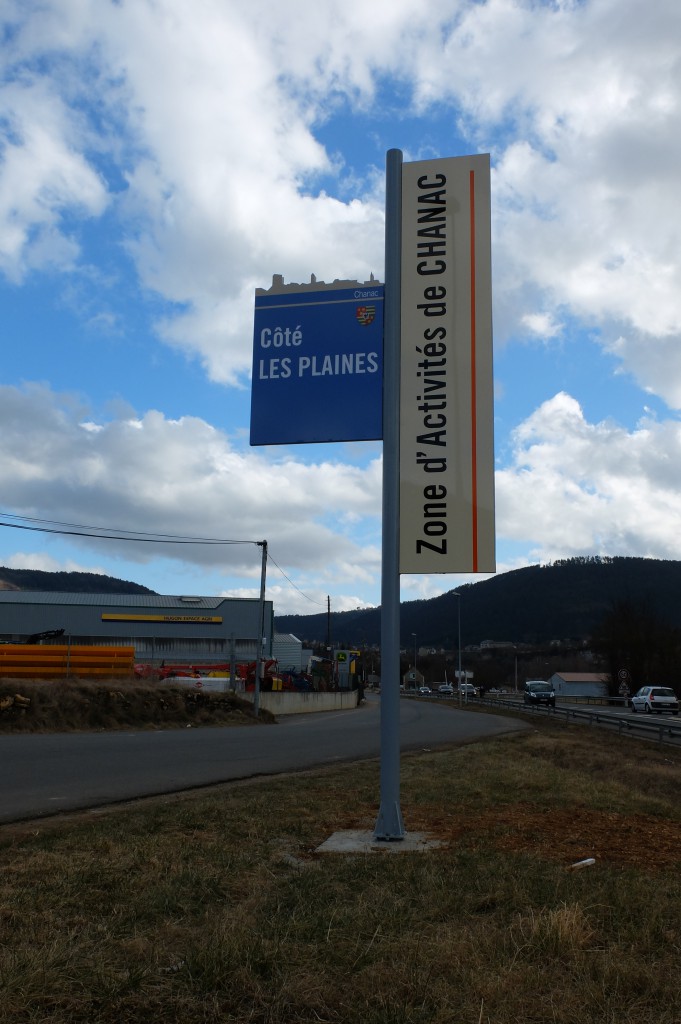 Chanac
Côté
LES PLAINES
Zone d'Activités de CHANAC